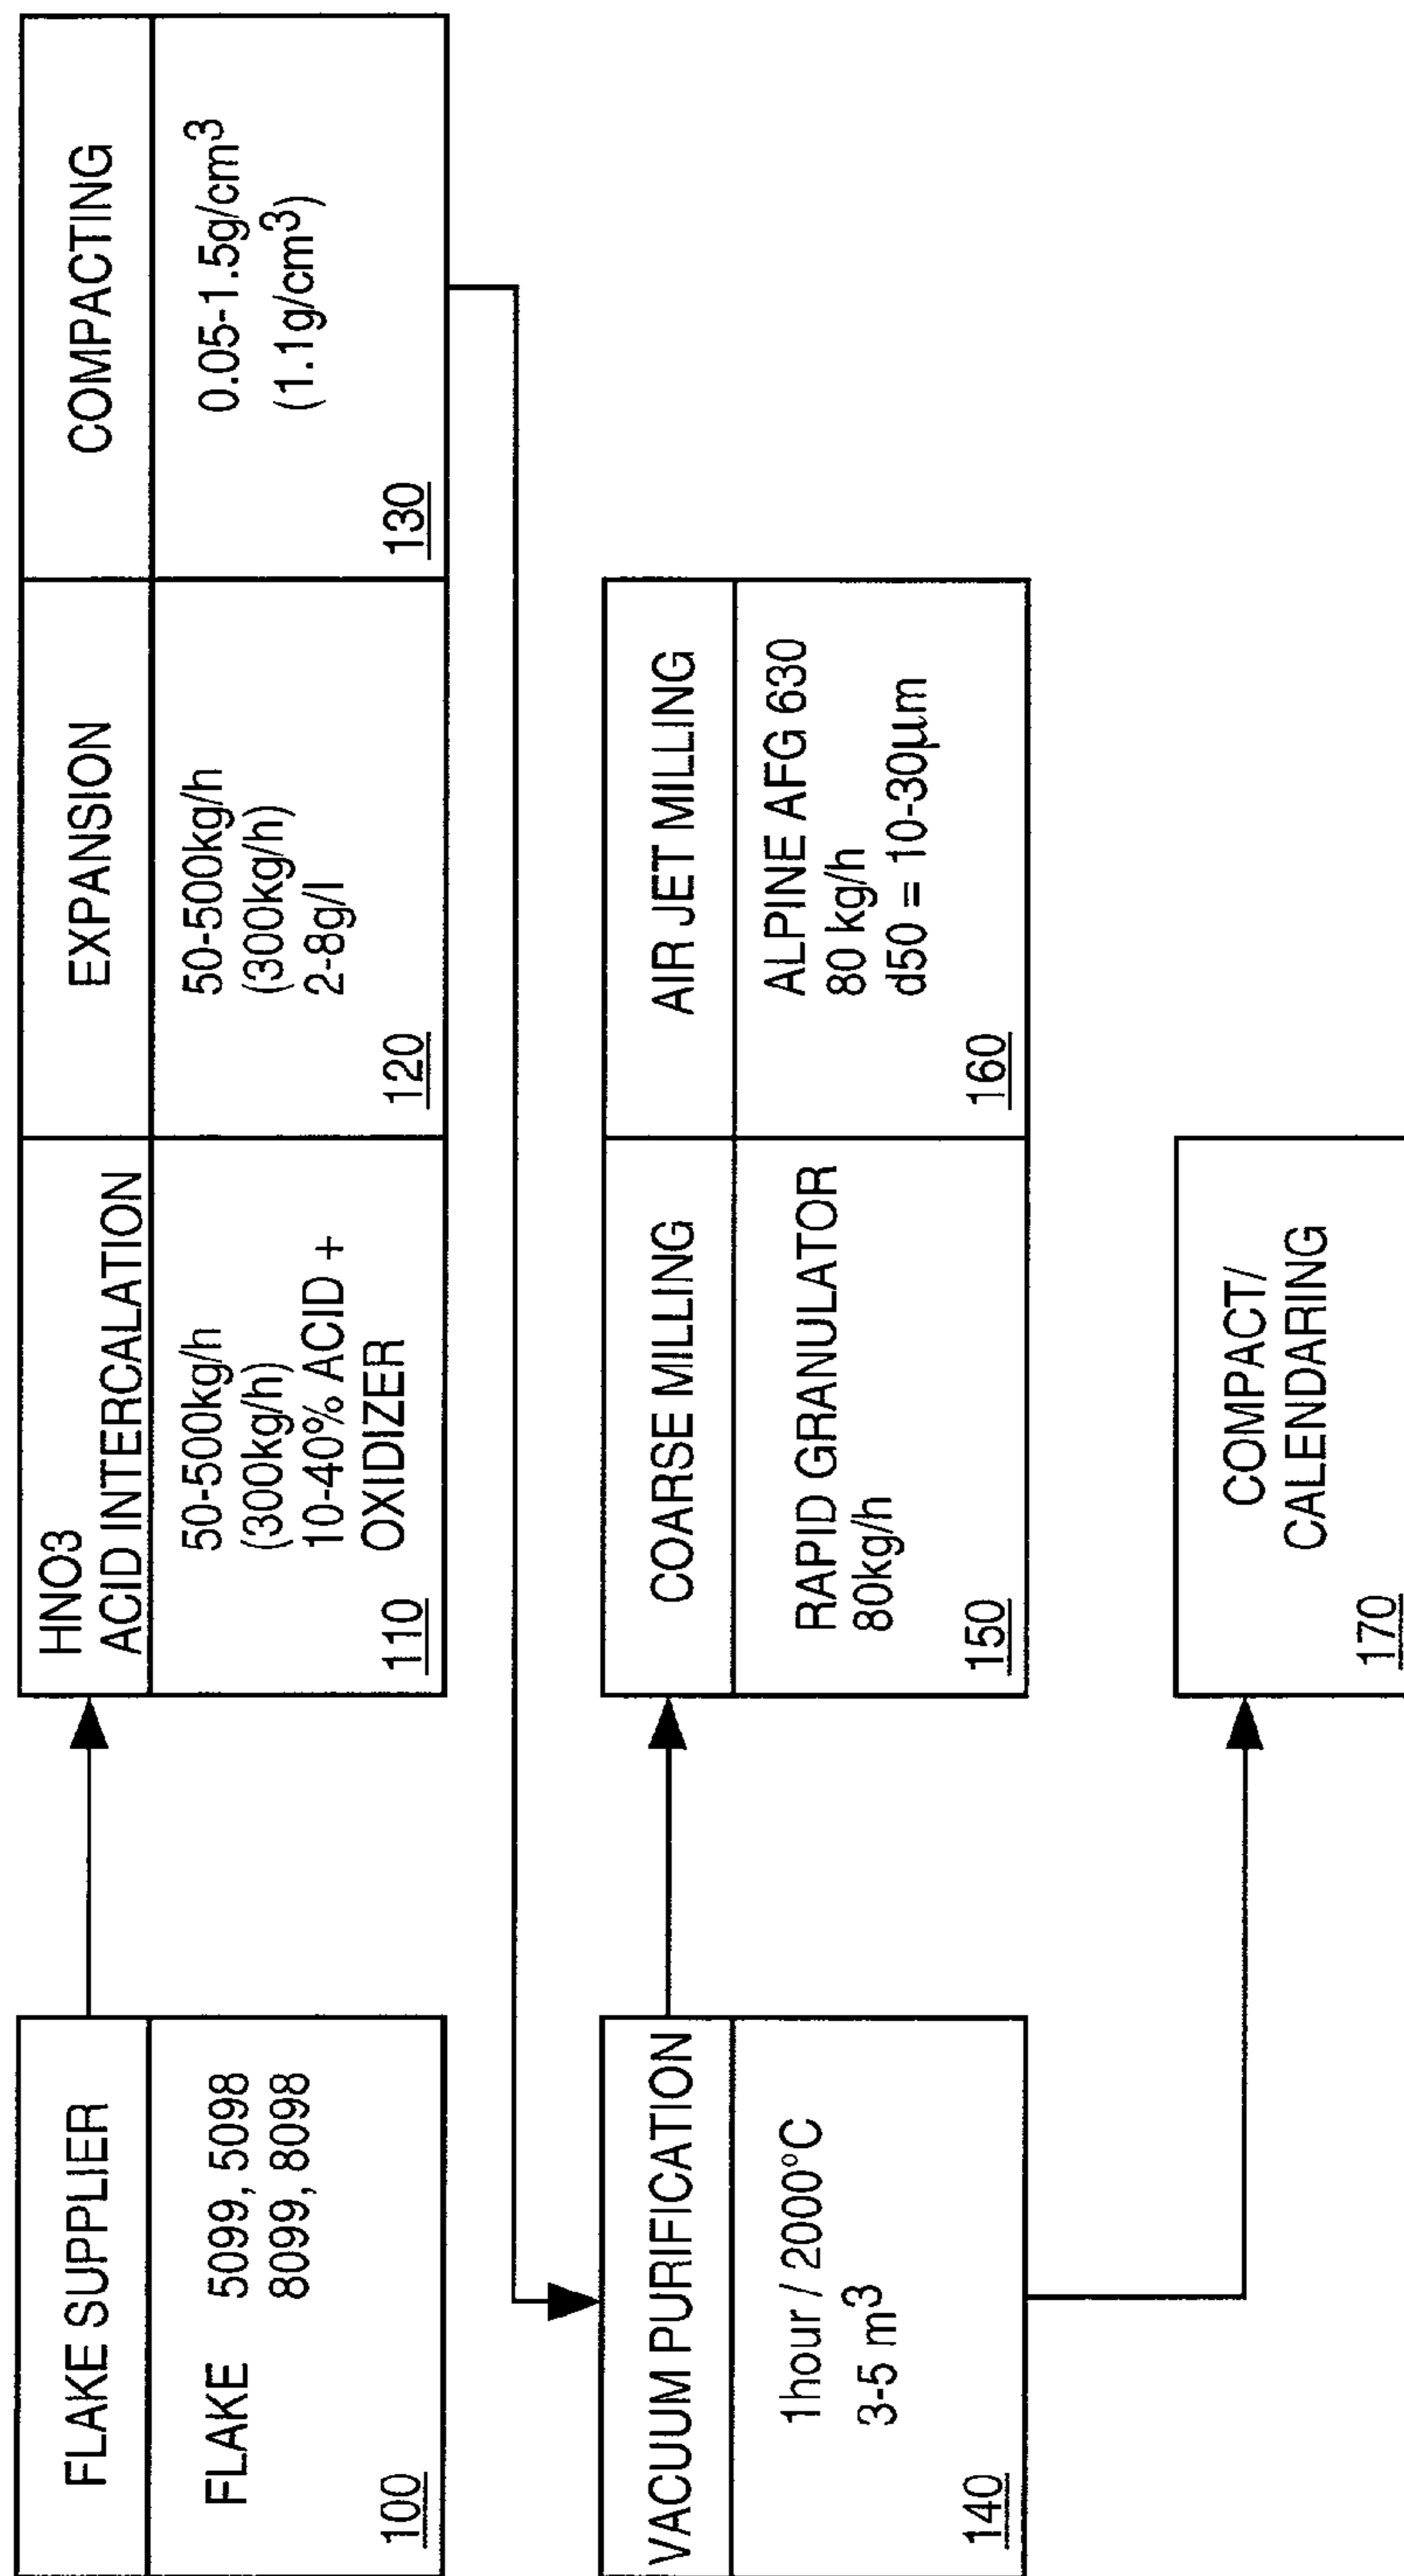 FLAKE SUPPLIER
FLAKE 5099, 5098
8099, 8098
100
HNO3
ACID INTERCALATION
50-500kg/h
(300kg/h)
10-40% ACID +
OXIDIZER
110
EXPANSION
50-500kg/h
(300kg/h)
2-8g/l
120
COMPACTING
0.05-1.5g/cm³
(1.1g/cm³)
130
VACUUM PURIFICATION
1hour / 2000°C
3-5 m³
140
COARSE MILLING
RAPID GRANULATOR
80kg/h
150
AIR JET MILLING
ALPINE AFG 630
80 kg/h
d50 = 10-30µm
160
COMPACT/
CALENDARING
170